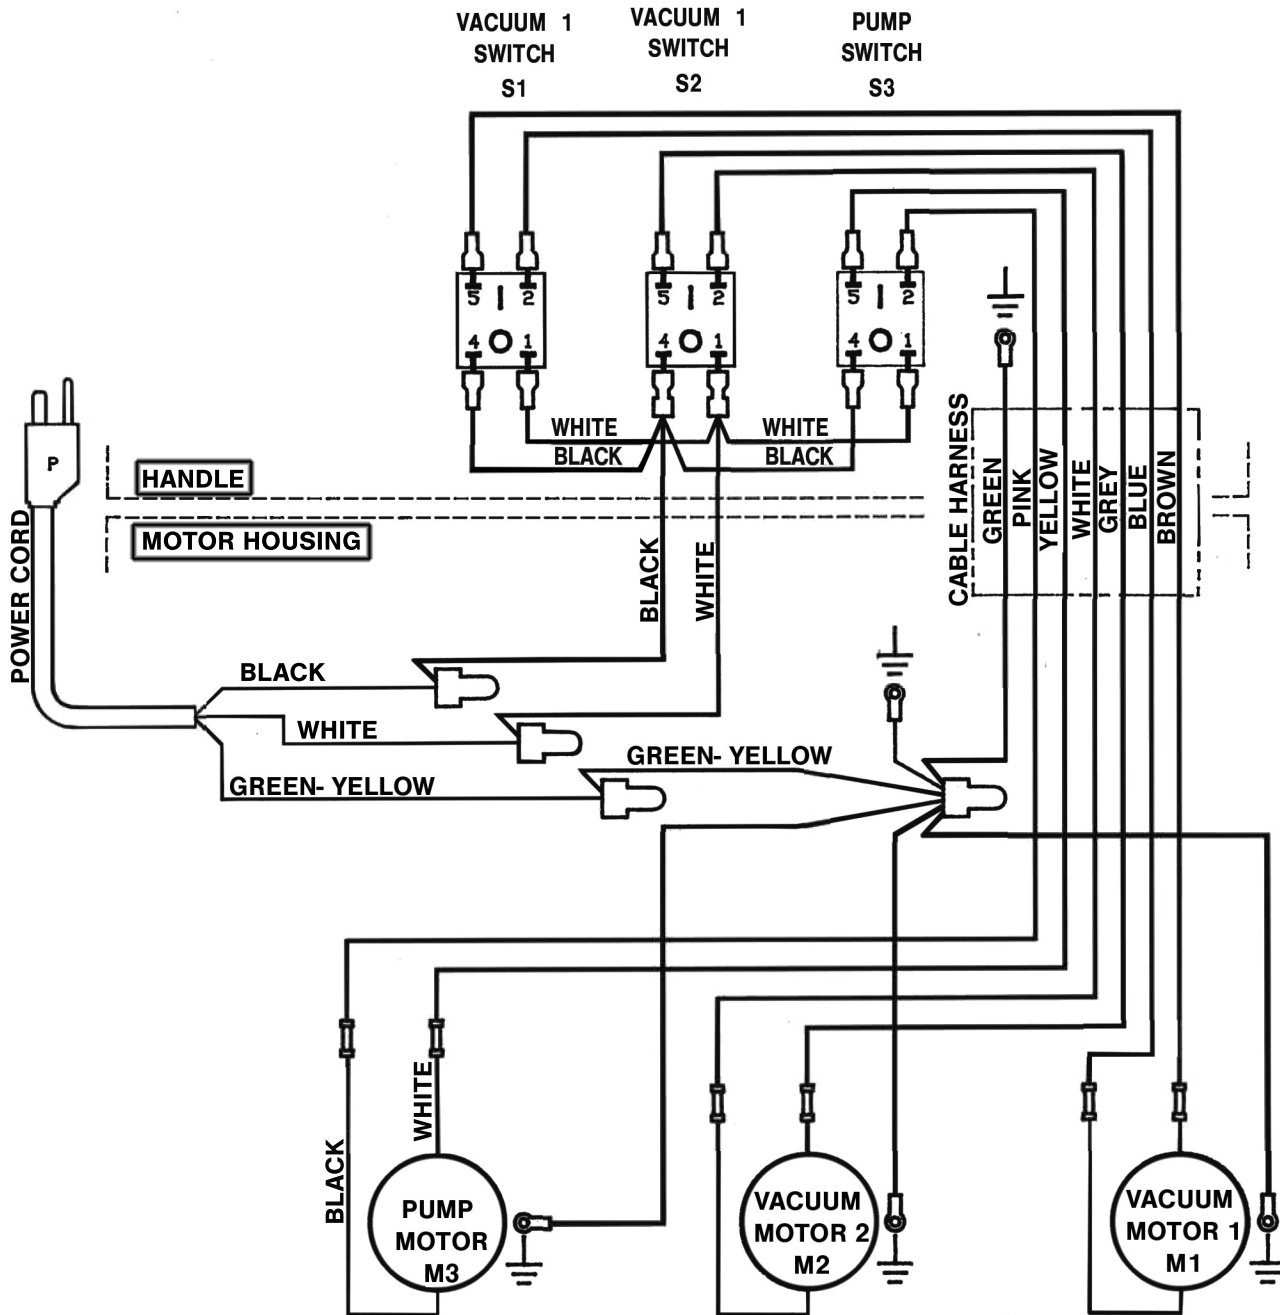 VACUUM 1
SWITCH
S1
VACUUM 1
SWITCH
S2
PUMP
SWITCH
S3
5 2
4 1
5 2
4 1
5 2
4 1
WHITE
BLACK
WHITE
BLACK
P
HANDLE
MOTOR HOUSING
POWER CORD
CABLE HARNESS
GREEN
PINK
YELLOW
WHITE
GREY
BLUE
BROWN
BLACK
WHITE
BLACK
WHITE
GREEN- YELLOW
GREEN- YELLOW
BLACK
WHITE
PUMP
MOTOR
M3
VACUUM
MOTOR 2
M2
VACUUM
MOTOR 1
M1